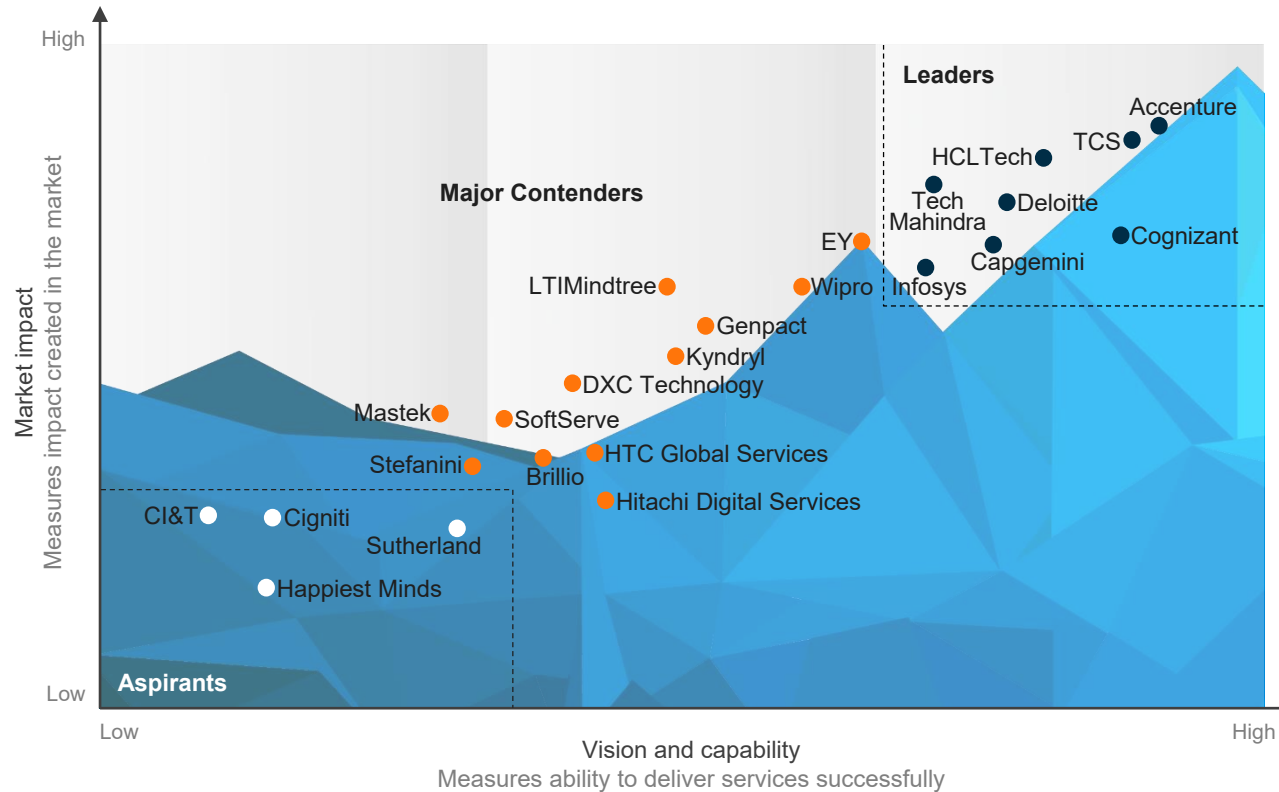 High
Leaders
Accenture
TCS
HCLTech
Major Contenders
Tech
Mahindra
Deloitte
EY
Cognizant
Capgemini
LTIMindtree
Wipro
Infosys
Genpact
Kyndryl
DXC Technology
Mastek
SoftServe
HTC Global Services
Stefanini
Brillio
Hitachi Digital Services
CI&T
Cigniti
Sutherland
Happiest Minds
Aspirants
Low
Market impact
Measures impact created in the market
Low
High
Vision and capability
Measures ability to deliver services successfully